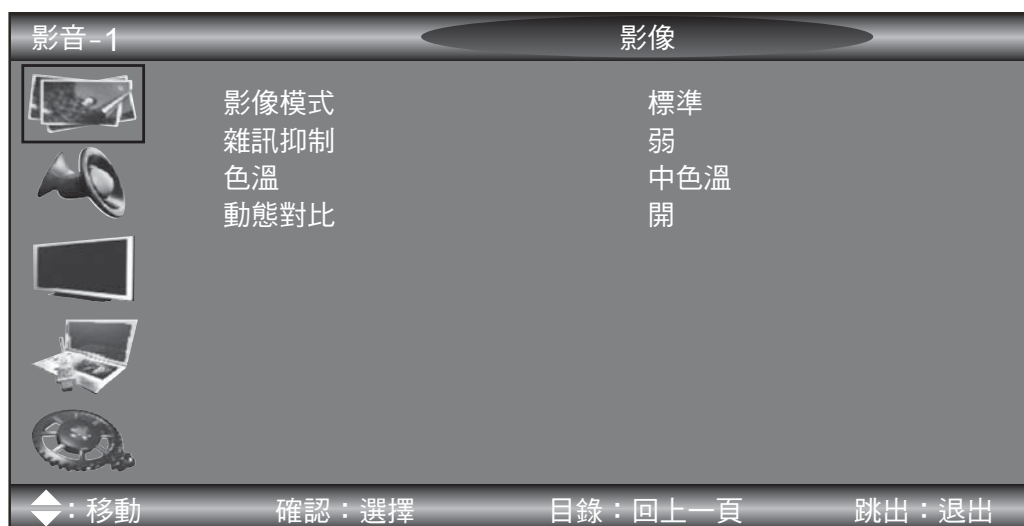 影音-1 影像
影像模式 標準
雜訊抑制 弱
色溫 中色溫
動態對比 開
：移動 確認：選擇 目錄：回上一頁 跳出：退出